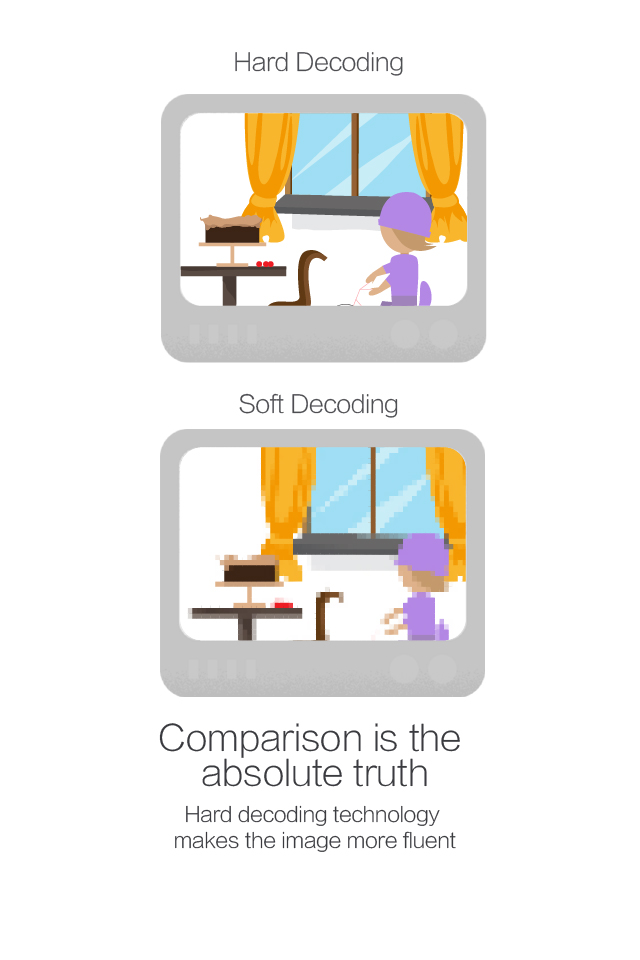 Hard Decoding
Soft Decoding
Comparison is the
absolute truth
Hard decoding technology
makes the image more fluent